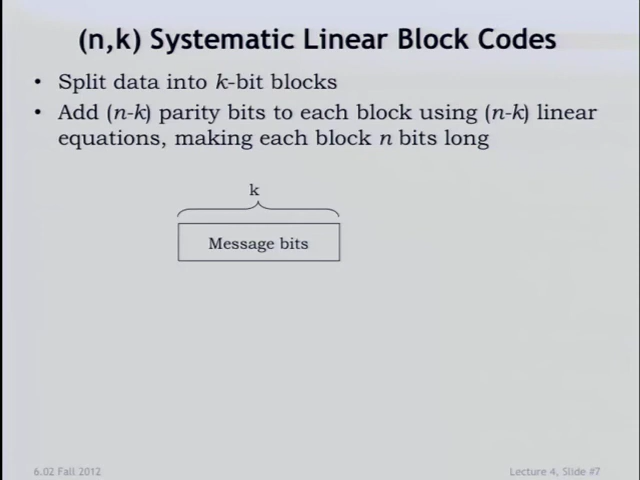 (n,k) Systematic Linear Block Codes
• Split data into k-bit blocks
• Add (n-k) parity bits to each block using (n-k) linear
equations, making each block n bits long
k
Message bits
6.02 Fall 2012
Lecture 4, Slide #7